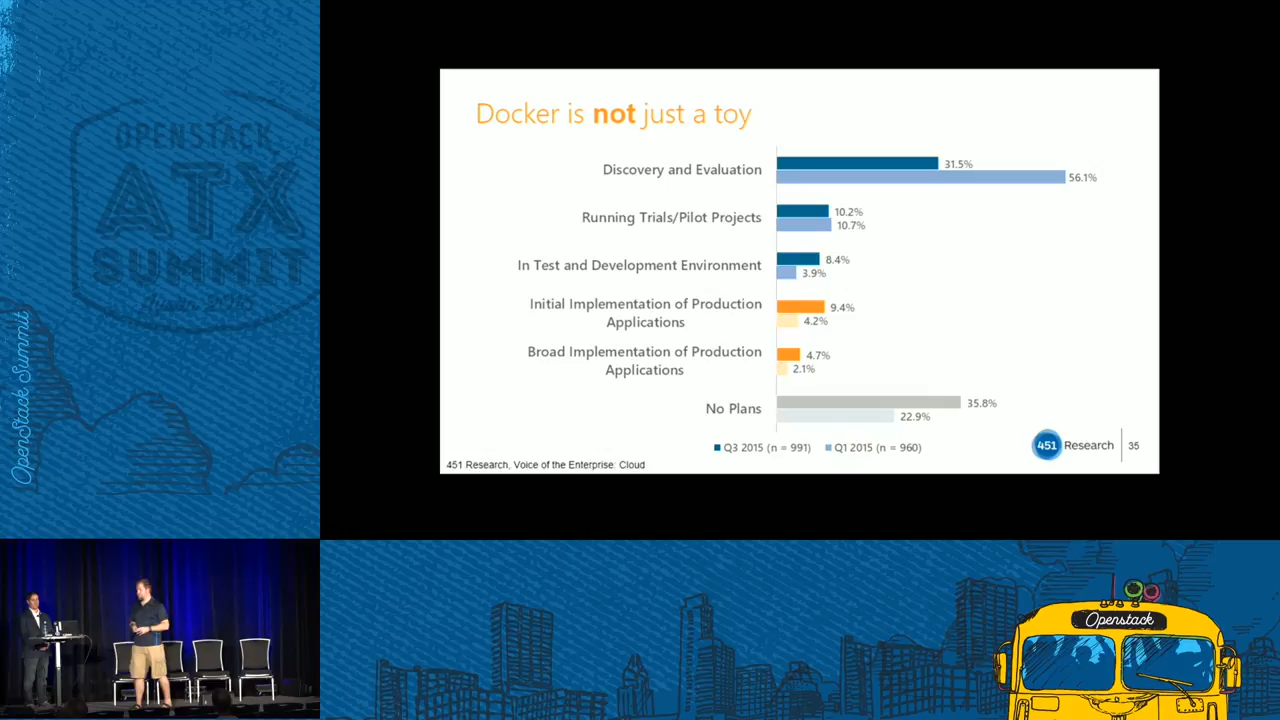 OPENSTACK
ATX
SUMMIT
Austin 2016
OpenStack Summit
Docker is not just a toy
Discovery and Evaluation
31.5%
56.1%
Running Trials/Pilot Projects
10.2%
10.7%
In Test and Development Environment
8.4%
3.9%
Initial Implementation of Production
Applications
9.4%
4.2%
Broad Implementation of Production
Applications
4.7%
2.1%
No Plans
35.8%
22.9%
Q3 2015 (n = 991)
Q1 2015 (n = 960)
451 Research
35
451 Research, Voice of the Enterprise: Cloud
Openstack